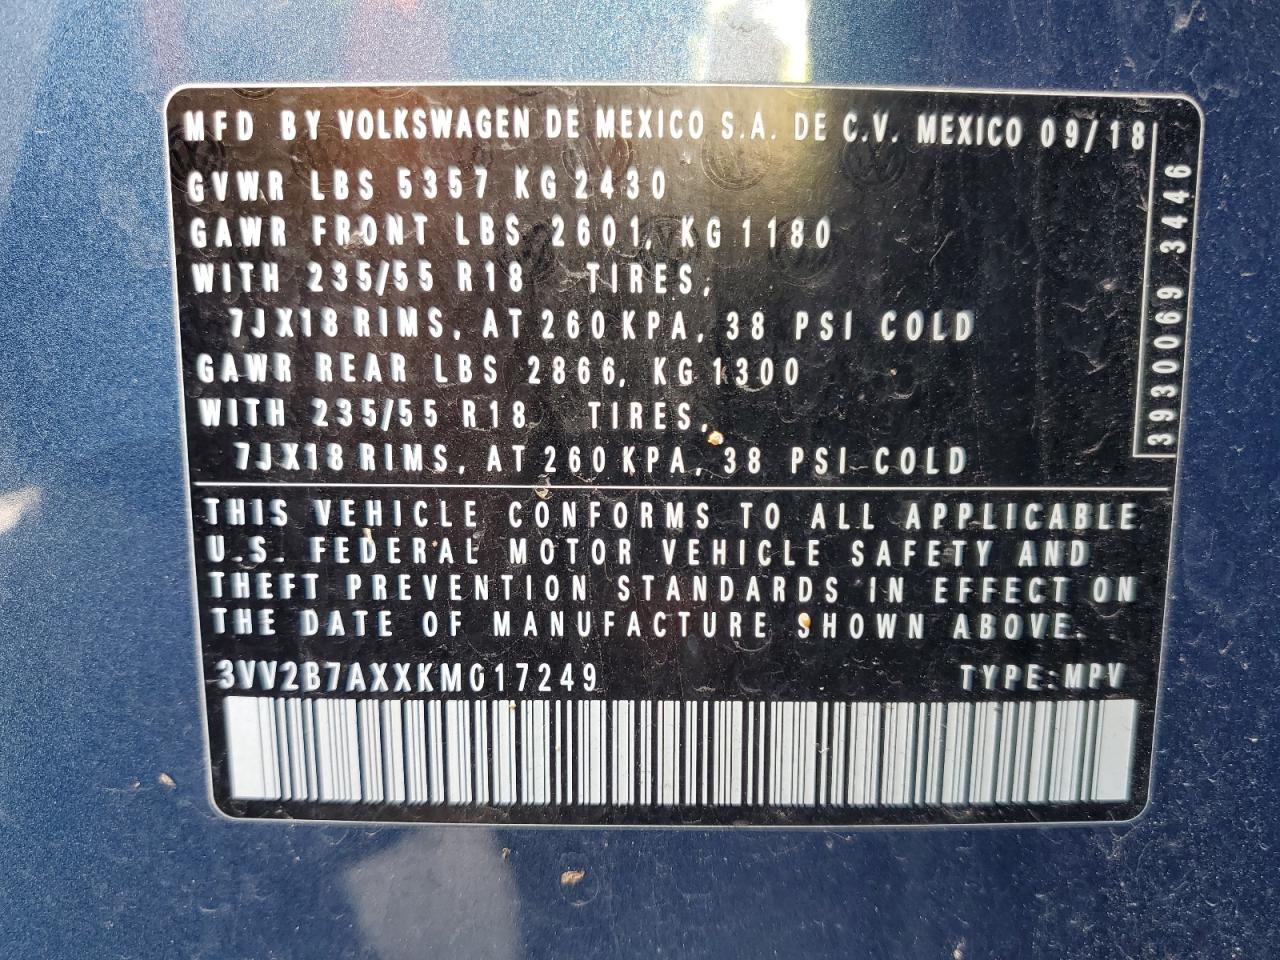 MFD BY VOLKSWAGEN DE MEXICO S.A. DE C.V. MEXICO 09/18
GVWR LBS 5357 KG 2430
GAWR FRONT LBS 2601, KG 1180
WITH 235/55 R18 TIRES,
7JX18 RIMS, AT 260 KPA, 38 PSI COLD
GAWR REAR LBS 2866, KG 1300
WITH 235/55 R18 TIRES,
7JX18 RIMS, AT 260 KPA, 38 PSI COLD
3930069 3446
THIS VEHICLE CONFORMS TO ALL APPLICABLE
U.S. FEDERAL MOTOR VEHICLE SAFETY AND
THEFT PREVENTION STANDARDS IN EFFECT ON
THE DATE OF MANUFACTURE SHOWN ABOVE.
3VV2B7AXXKM017249 TYPE:MPV